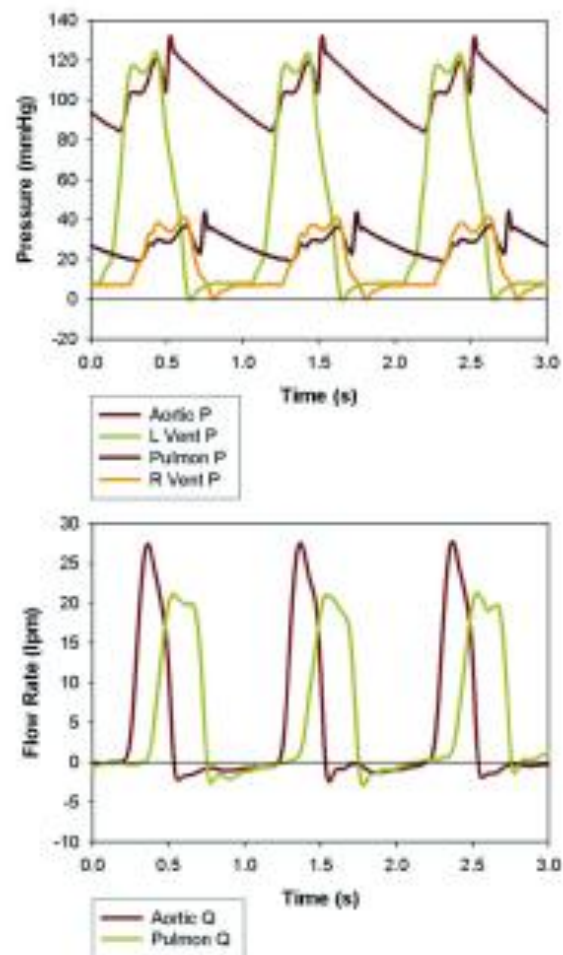 140
120
100
80
60
40
20
0
-20
Pressure (mmHg)
0.0 0.5 1.0 1.5 2.0 2.5 3.0
Time (s)
Aortic P
L Vent P
Pulmon P
R Vent P
30
25
20
15
10
5
0
-5
-10
Flow Rate (lpm)
0.0 0.5 1.0 1.5 2.0 2.5 3.0
Time (s)
Aortic Q
Pulmon Q